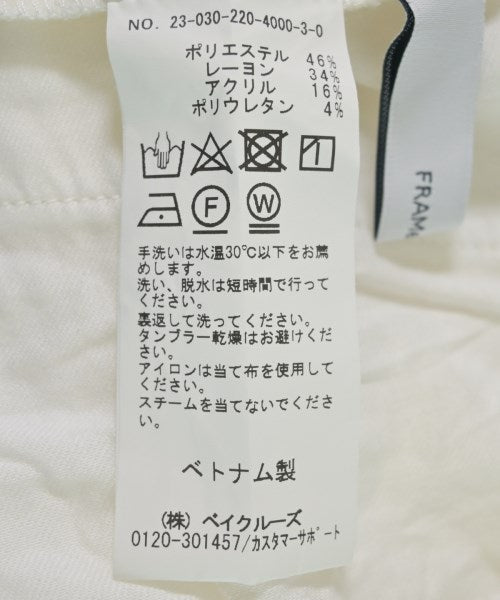 NO. 23-030-220-4000-3-0
ポリエステル 46%
レーヨン 34%
アクリル 16%
ポリウレタン 4%
F W
手洗いは水温30℃以下をお薦
めします。
洗い、脱水は短時間で行って
ください。
裏返して洗ってください。
タンブラー乾燥はお避けくだ
さい。
アイロンは当て布を使用して
ください。
スチームを当てないでくださ
い。
ベトナム製
(株) ベイクルーズ
0120-301457/カスタマーサポート
FRAM